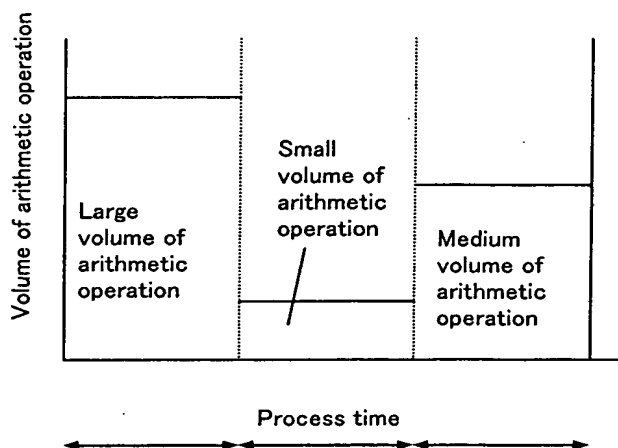 Volume of arithmetic operation
Large
volume of
arithmetic
operation
Small
volume of
arithmetic
operation
Medium
volume of
arithmetic
operation
Process time